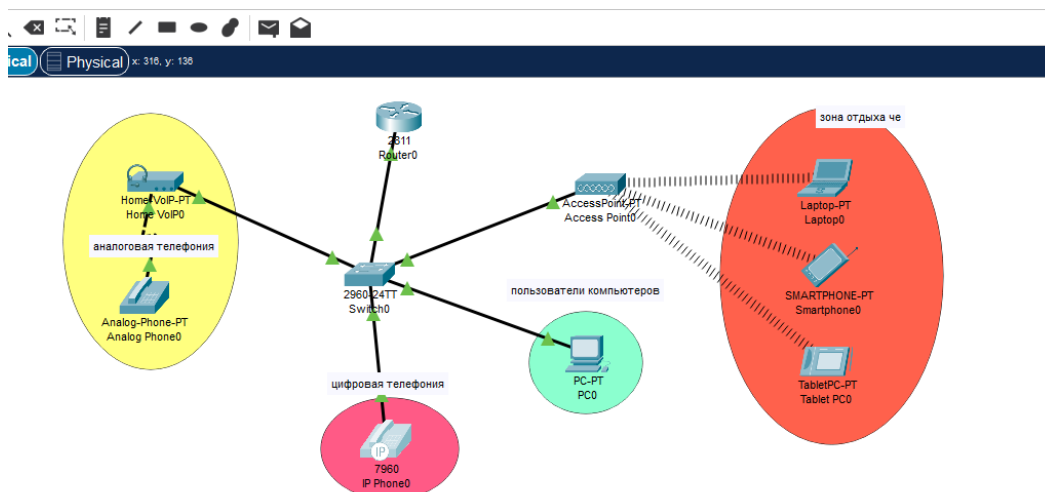 ical
Physical
x: 316, y: 136
зона отдыха че
2811
Router0
Home-VoIP-PT
Home VoIP0
AccessPoint-PT
Access Point0
Laptop-PT
Laptop0
аналоговая телефония
2960-24TT
Switch0
пользователи компьютеров
SMARTPHONE-PT
Smartphone0
Analog-Phone-PT
Analog Phone0
цифровая телефония
PC-PT
PC0
TabletPC-PT
Tablet PC0
IP
7960
IP Phone0